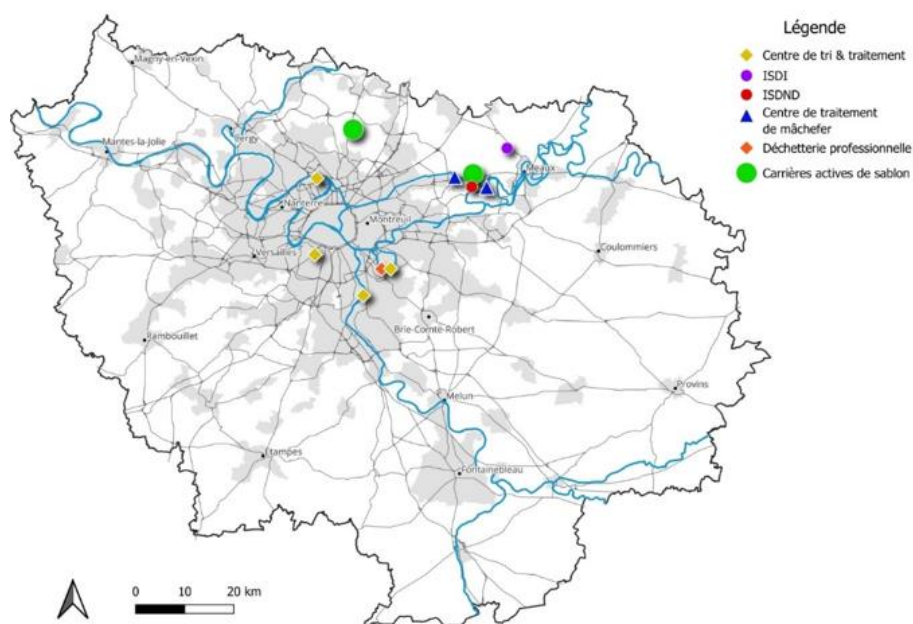 Légende
Centre de tri & traitement
ISDI
ISDND
Centre de traitement
de mâchefer
Déchetterie professionnelle
Carrières actives de sablon
Magny-en-Vexin
Mantes-la-Jolie
Nanterre
Montreuil
Meaux
Versailles
Coulommiers
Rambouillet
Brie-Comte-Robert
Provins
Melun
Étampes
Fontainebleau
0 10 20 km